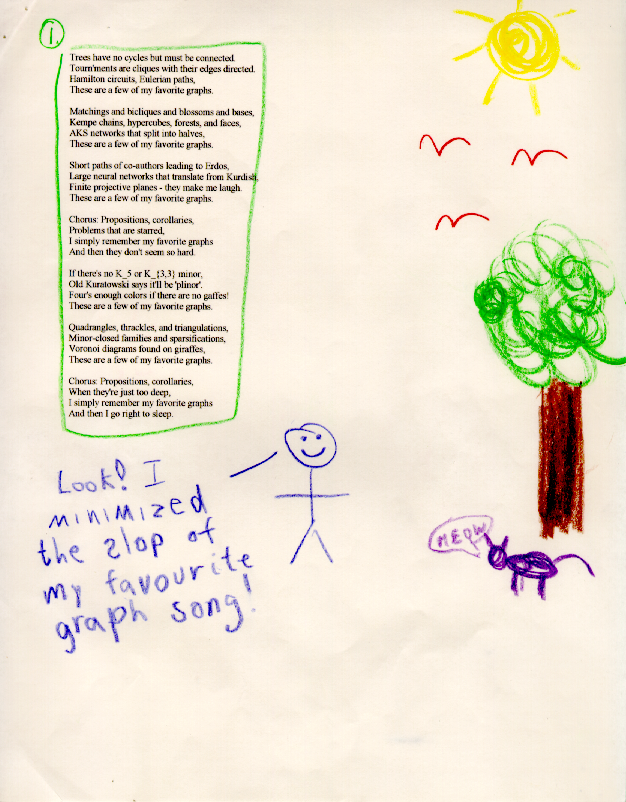 1.
Trees have no cycles but must be connected.
Tourn'ments are cliques with their edges directed.
Hamilton circuits, Eulerian paths,
These are a few of my favorite graphs.
Matchings and bicliques and blossoms and bases,
Kempe chains, hypercubes, forests, and faces,
AKS networks that split into halves,
These are a few of my favorite graphs.
Short paths of co-authors leading to Erdos,
Large neural networks that translate from Kurdish,
Finite projective planes - they make me laugh.
These are a few of my favorite graphs.
Chorus: Propositions, corollaries,
Problems that are starred,
I simply remember my favorite graphs
And then they don't seem so hard.
If there's no K_5 or K_{3,3} minor,
Old Kuratowski says it'll be 'plinor'.
Four's enough colors if there are no gaffes!
These are a few of my favorite graphs.
Quadrangles, thrackles, and triangulations,
Minor-closed families and sparsifications,
Voronoi diagrams found on giraffes,
These are a few of my favorite graphs.
Chorus: Propositions, corollaries,
When they're just too deep,
I simply remember my favorite graphs
And then I go right to sleep.
Look! I
minimized
the zlop of
my favourite
graph song!
MEOW